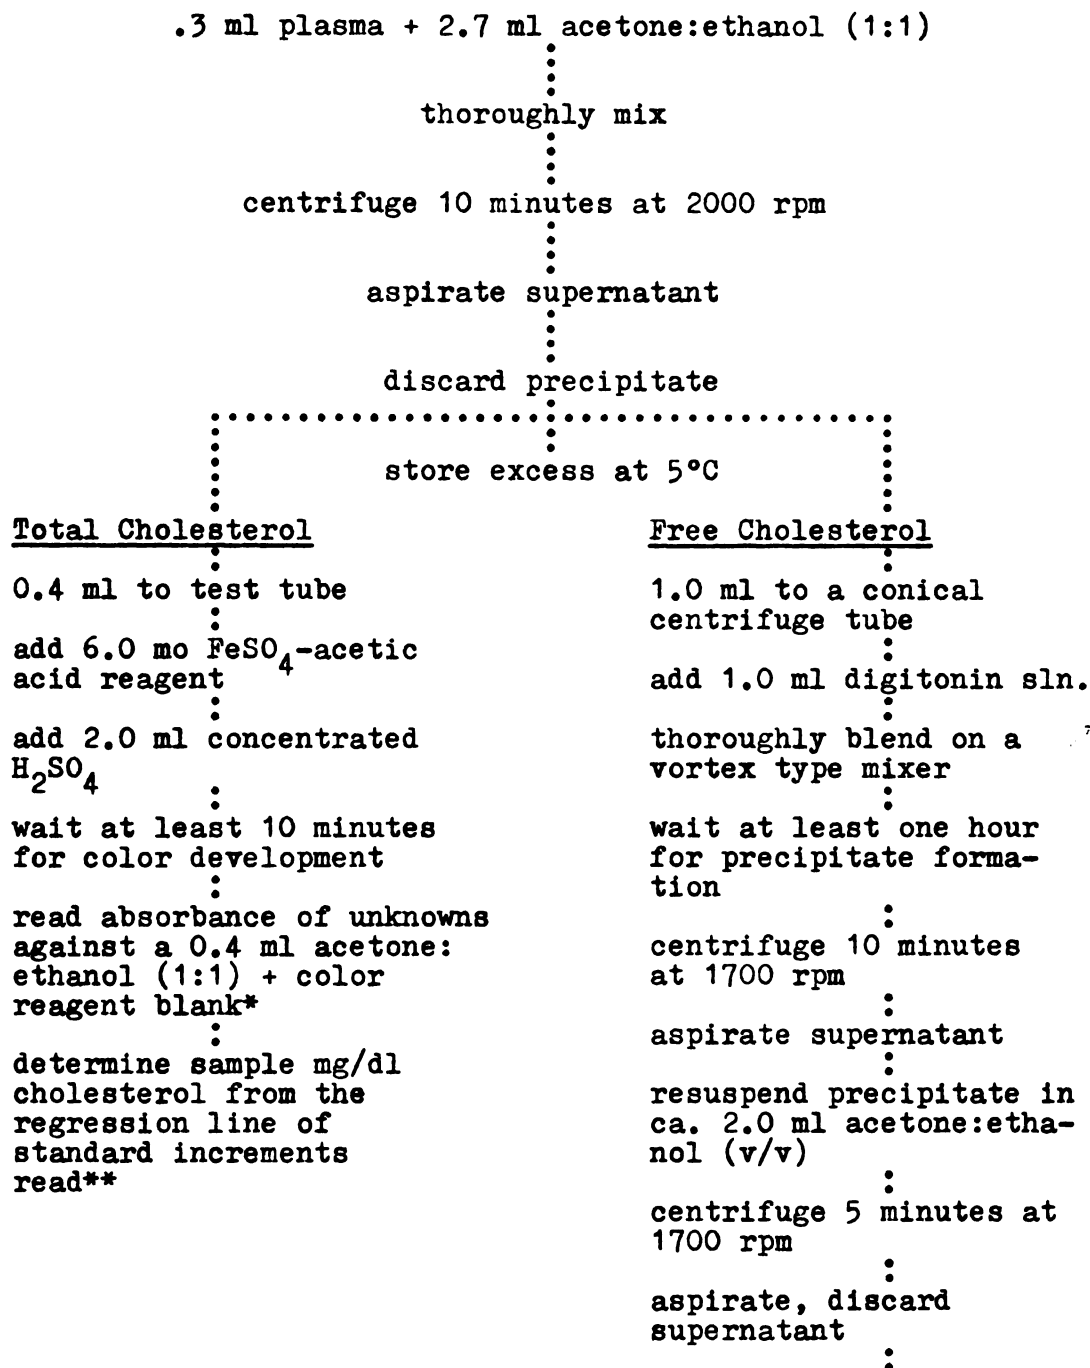 .3 ml plasma + 2.7 ml acetone:ethanol (1:1)
thoroughly mix
centrifuge 10 minutes at 2000 rpm
aspirate supernatant
discard precipitate
store excess at 5°C
Total Cholesterol
0.4 ml to test tube
add 6.0 mo FeSO4-acetic
acid reagent
add 2.0 ml concentrated
H2SO4
wait at least 10 minutes
for color development
read absorbance of unknowns
against a 0.4 ml acetone:
ethanol (1:1) + color
reagent blank*
determine sample mg/dl
cholesterol from the
regression line of
standard increments
read**
Free Cholesterol
1.0 ml to a conical
centrifuge tube
add 1.0 ml digitonin sln.
thoroughly blend on a
vortex type mixer
wait at least one hour
for precipitate forma-
tion
centrifuge 10 minutes
at 1700 rpm
aspirate supernatant
resuspend precipitate in
ca. 2.0 ml acetone:etha-
nol (v/v)
centrifuge 5 minutes at
1700 rpm
aspirate, discard
supernatant